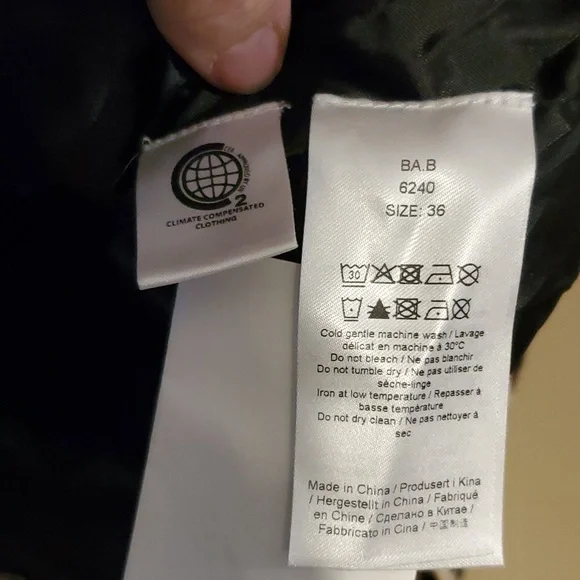 2
CLIMATE COMPENSATED
CLOTHING
BA.B
6240
SIZE: 36
30
Cold gentle machine wash / Lavage
délicat en machine à 30°C
Do not bleach / Ne pas blanchir
Do not tumble dry / Ne pas utiliser de
sèche-linge
Iron at low temperature / Repasser à
basse température
Do not dry clean / Ne pas nettoyer à
sec
Made in China / Produsert i Kina
/ Hergestellt in China / Fabriqué
en Chine / Сделано в Китае /
Fabbricato in Cina / 中国制造